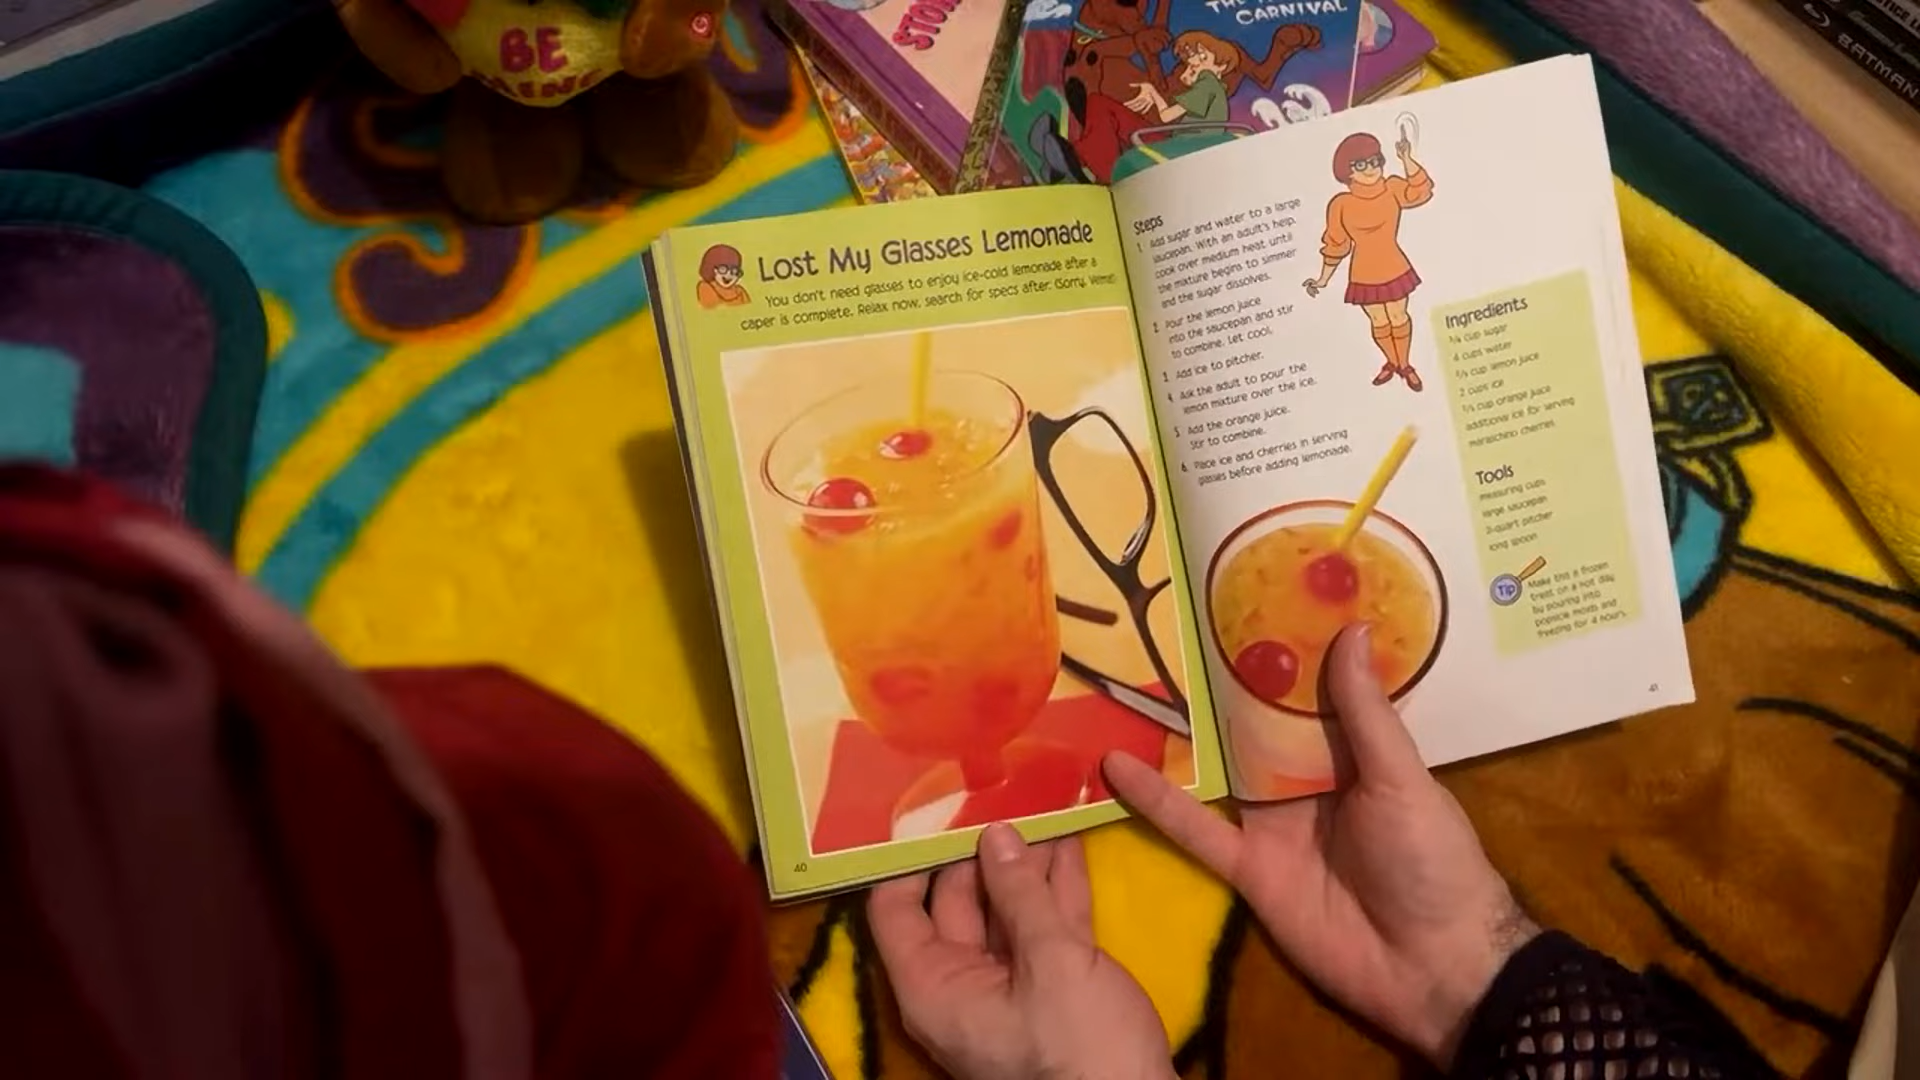 BE
STO
CARNIVAL
BATMAN
Lost My Glasses Lemonade
You don't need glasses to enjoy ice-cold lemonade after a
caper is complete. Relax now, search for specs after. (Sorry, Velma!)
40
Steps
1 Add sugar and water to a large
saucepan. With an adult's help,
cook over medium heat until
the mixture begins to simmer
and the sugar dissolves.
2 Pour the lemon juice
into the saucepan and stir
to combine. Let cool.
3 Add ice to pitcher.
4 Ask the adult to pour the
lemon mixture over the ice.
5 Add the orange juice.
Stir to combine.
6 Place ice and cherries in serving
glasses before adding lemonade.
Ingredients
cup sugar
4 cups water
cup lemon juice
2 cups ice
cup orange juice
additional ice for serving
maraschino cherries
Tools
measuring cups
large saucepan
2-quart pitcher
long spoon
Tip
Make this a frozen
treat on a hot day
by pouring into
popsicle molds and
freezing for 4 hours.
41